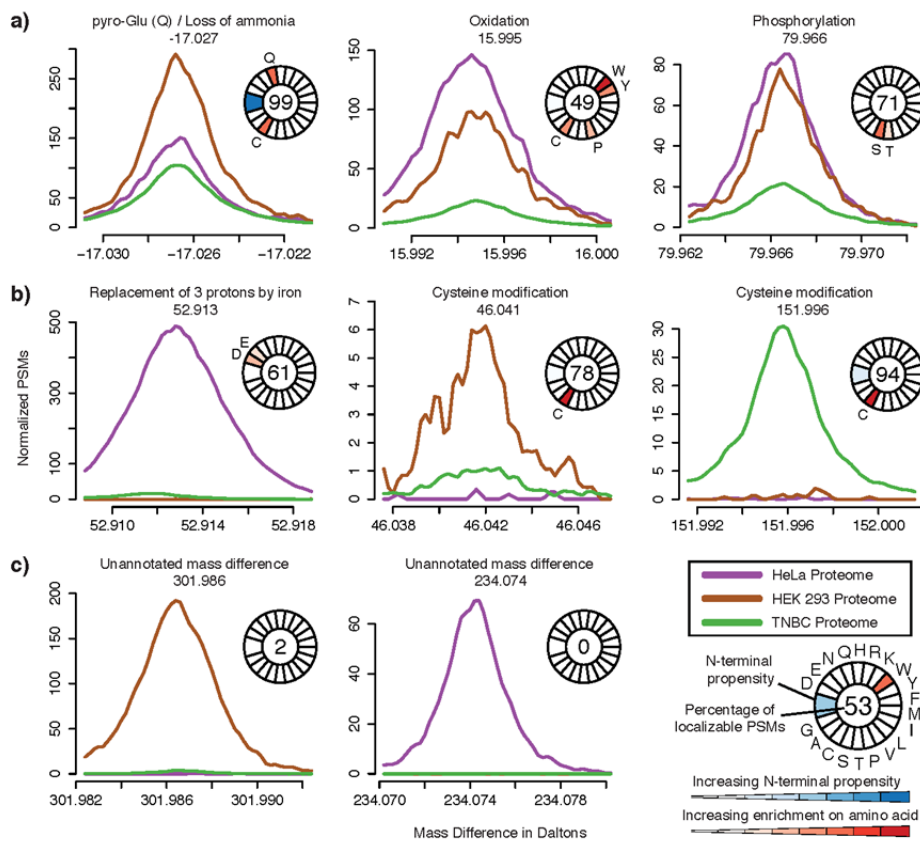 a)
pyro-Glu (Q) / Loss of ammonia
-17.027
Oxidation
15.995
Phosphorylation
79.966
250
150
50
0
Q
99
C
−17.030
−17.026
−17.022
150
100
50
0
W
Y
49
C
P
15.992
15.996
16.000
80
60
40
20
0
71
S T
79.962
79.966
79.970
b)
Replacement of 3 protons by iron
52.913
Cysteine modification
46.041
Cysteine modification
151.996
Normalized PSMs
500
300
100
0
E
D
61
52.910
52.914
52.918
7
6
5
4
3
2
1
0
78
C
46.038
46.042
46.046
30
25
20
15
10
5
0
94
C
151.992
151.996
152.000
c)
Unannotated mass difference
301.986
Unannotated mass difference
234.074
200
150
100
50
0
2
301.982
301.986
301.990
60
40
20
0
0
234.070
234.074
234.078
Mass Difference in Daltons
HeLa Proteome
HEK 293 Proteome
TNBC Proteome
N-terminal
propensity
Percentage of
localizable PSMs
53
G
D
E
N
Q
H
R
K
W
Y
F
M
I
L
V
P
T
S
C
A
Increasing N-terminal propensity
Increasing enrichment on amino acid